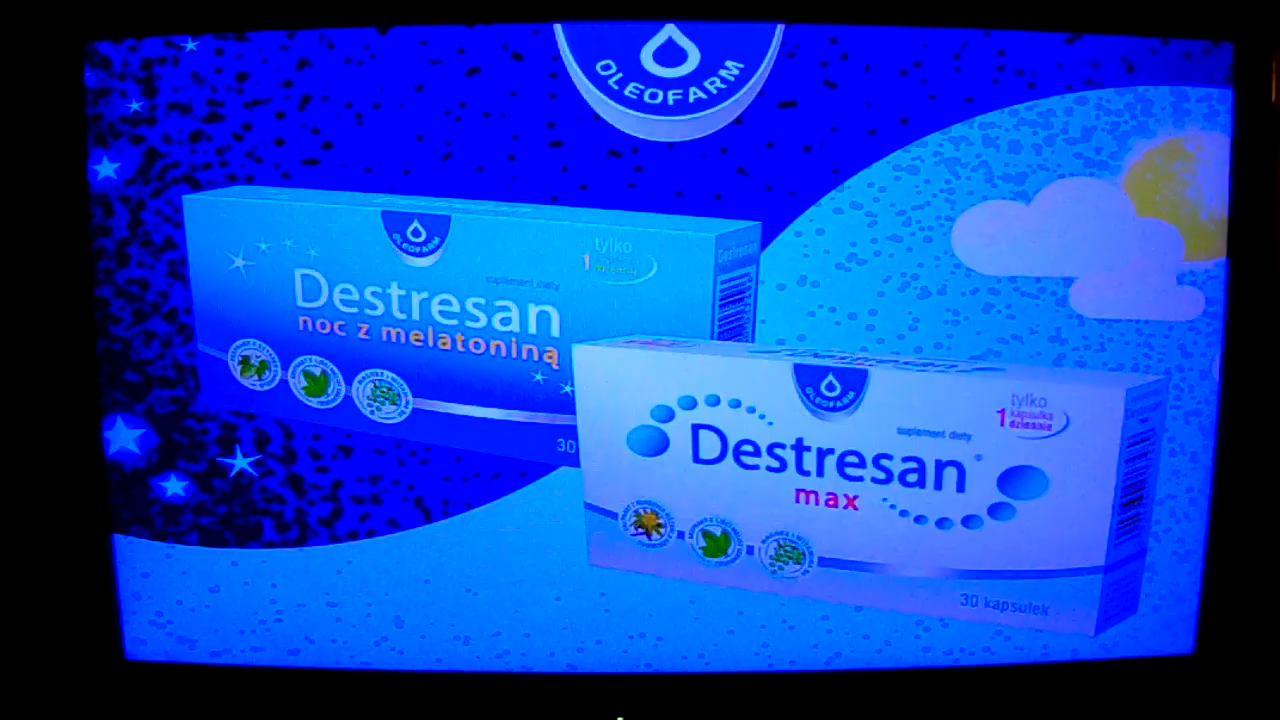 OLEOFARM
OLEOFARM
tylko
1
suplement diety
Destresan
noc z melatoniną
30
Destresan
OLEOFARM
tylko
1 kapsułka
dziennie
suplement diety
Destresan
max
30 kapsułek